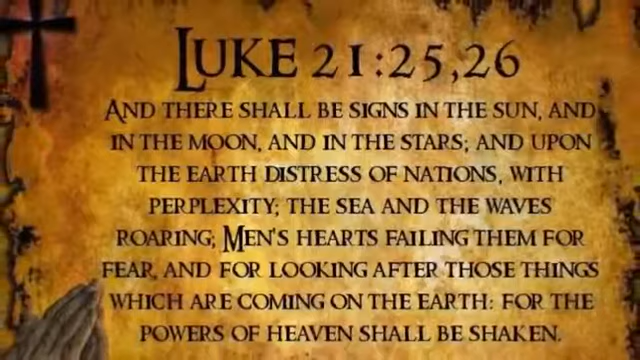 LUKE 21:25,26
AND THERE SHALL BE SIGNS IN THE SUN, AND
IN THE MOON, AND IN THE STARS; AND UPON
THE EARTH DISTRESS OF NATIONS, WITH
PERPLEXITY; THE SEA AND THE WAVES
ROARING; MEN'S HEARTS FAILING THEM FOR
FEAR, AND FOR LOOKING AFTER THOSE THINGS
WHICH ARE COMING ON THE EARTH: FOR THE
POWERS OF HEAVEN SHALL BE SHAKEN.